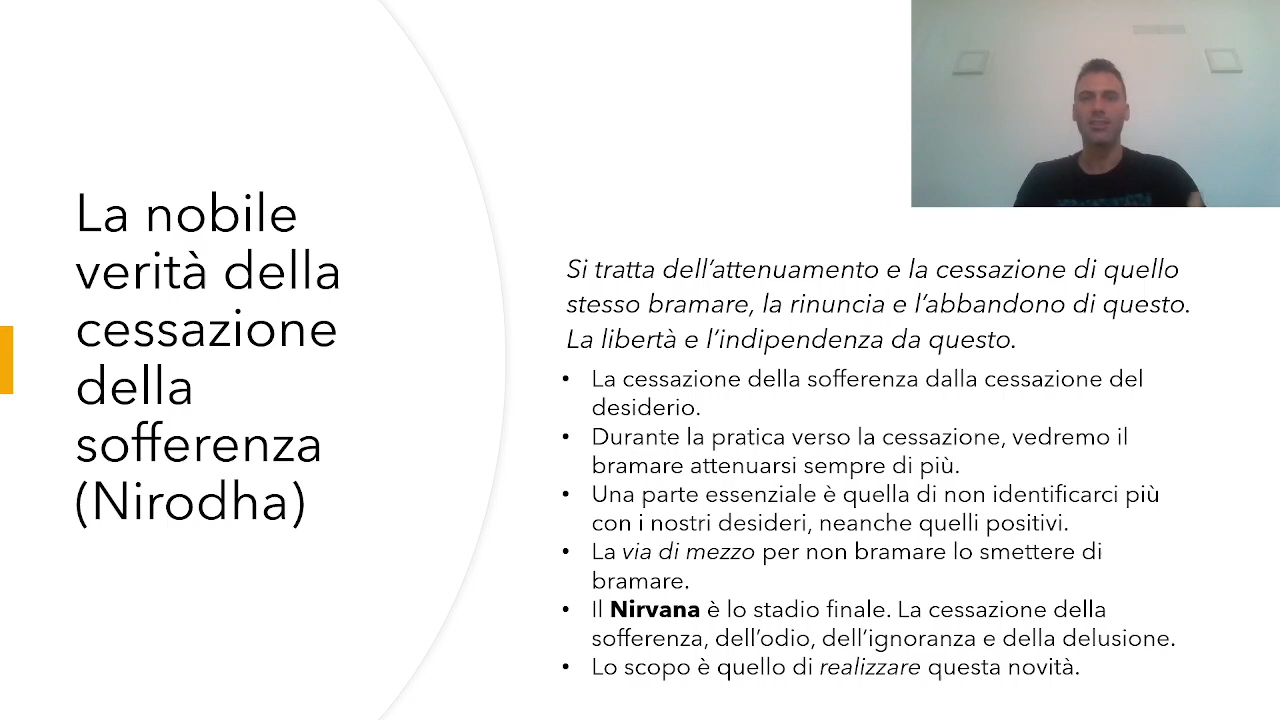 La nobile
verità della
cessazione
della
sofferenza
(Nirodha)
Si tratta dell’attenuamento e la cessazione di quello
stesso bramare, la rinuncia e l’abbandono di questo.
La libertà e l’indipendenza da questo.
• La cessazione della sofferenza dalla cessazione del
desiderio.
• Durante la pratica verso la cessazione, vedremo il
bramare attenuarsi sempre di più.
• Una parte essenziale è quella di non identificarci più
con i nostri desideri, neanche quelli positivi.
• La via di mezzo per non bramare lo smettere di
bramare.
• Il Nirvana è lo stadio finale. La cessazione della
sofferenza, dell’odio, dell’ignoranza e della delusione.
• Lo scopo è quello di realizzare questa novità.